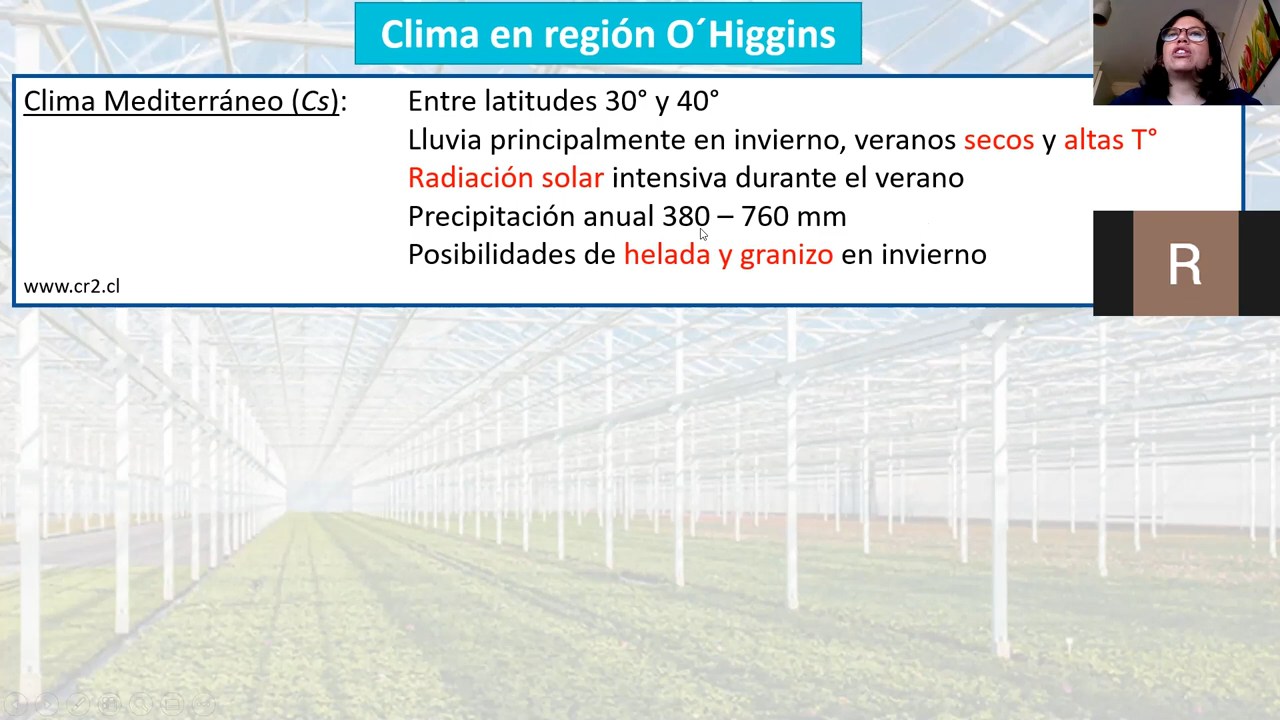 Clima en región O´Higgins
Clima Mediterráneo (Cs):
Entre latitudes 30° y 40°
Lluvia principalmente en invierno, veranos secos y altas T°
Radiación solar intensiva durante el verano
Precipitación anual 380 – 760 mm
Posibilidades de helada y granizo en invierno
www.cr2.cl
R